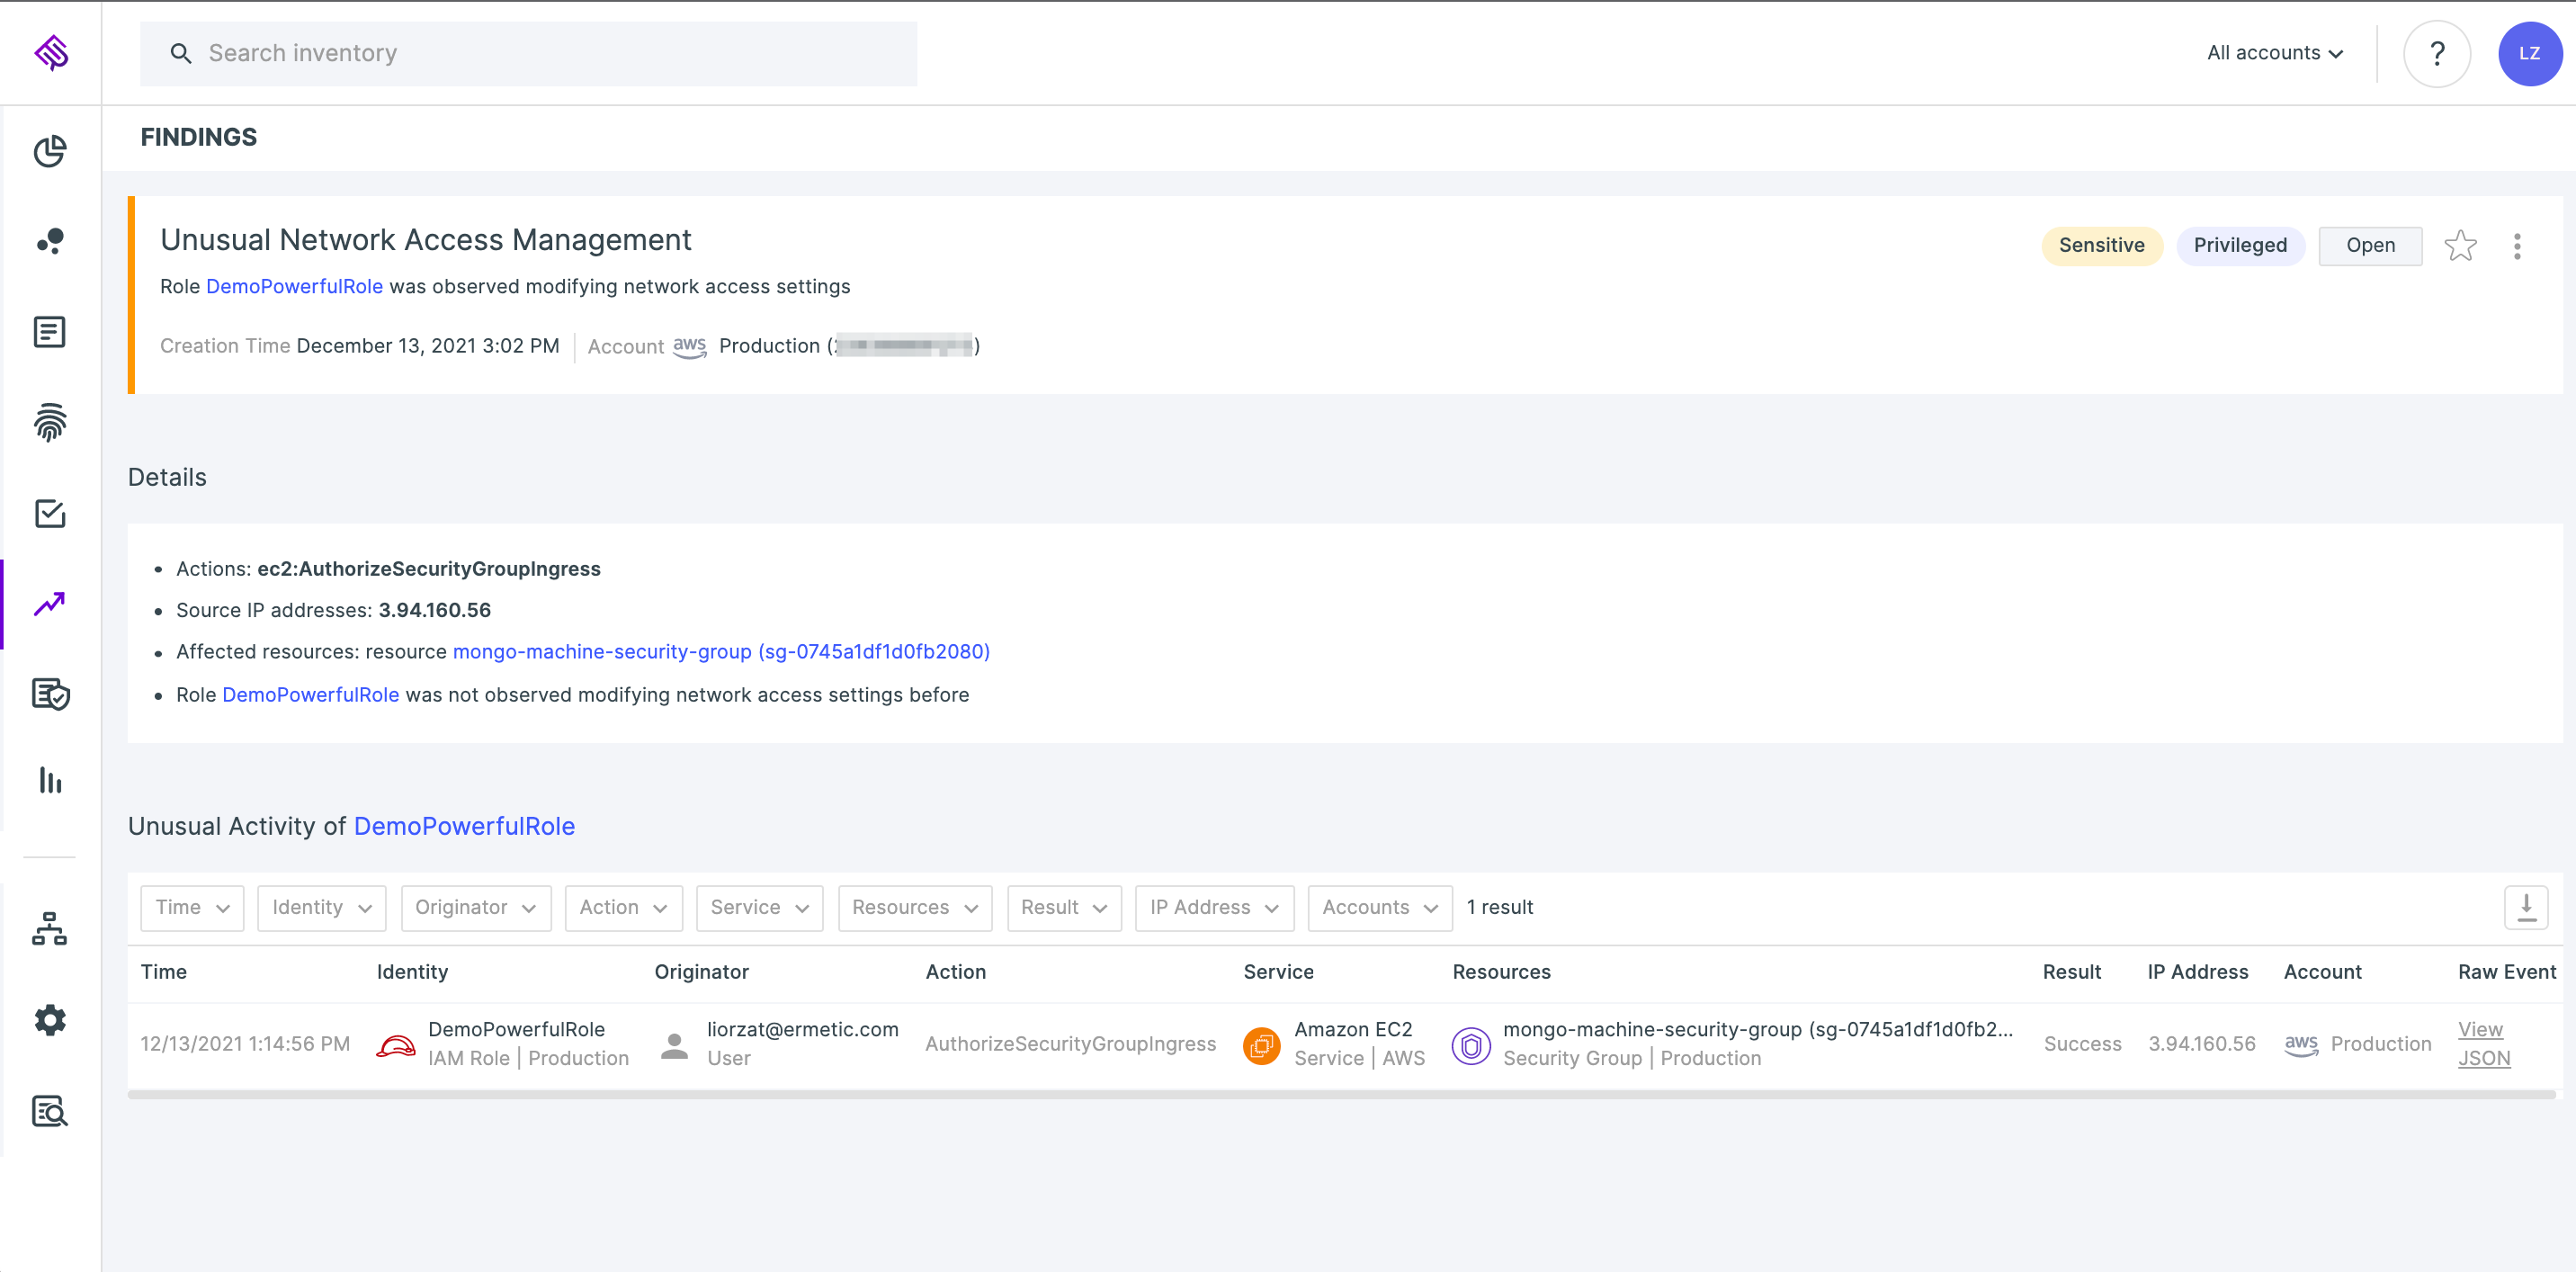 Search inventory
All accounts
?
LZ
FINDINGS
Unusual Network Access Management
Sensitive
Privileged
Open
Role DemoPowerfulRole was observed modifying network access settings
Creation Time December 13, 2021 3:02 PM
Account aws Production ( )
Details
• Actions: ec2:AuthorizeSecurityGroupIngress
• Source IP addresses: 3.94.160.56
• Affected resources: resource mongo-machine-security-group (sg-0745a1df1d0fb2080)
• Role DemoPowerfulRole was not observed modifying network access settings before
Unusual Activity of DemoPowerfulRole
Time Identity Originator Action Service Resources Result IP Address Accounts 1 result
Time Identity Originator Action Service Resources Result IP Address Account Raw Event
12/13/2021 1:14:56 PM
DemoPowerfulRole
IAM Role | Production
liorzat@ermetic.com
User
AuthorizeSecurityGroupIngress
Amazon EC2
Service | AWS
mongo-machine-security-group (sg-0745a1df1d0fb2...
Security Group | Production
Success
3.94.160.56
aws Production
View
JSON